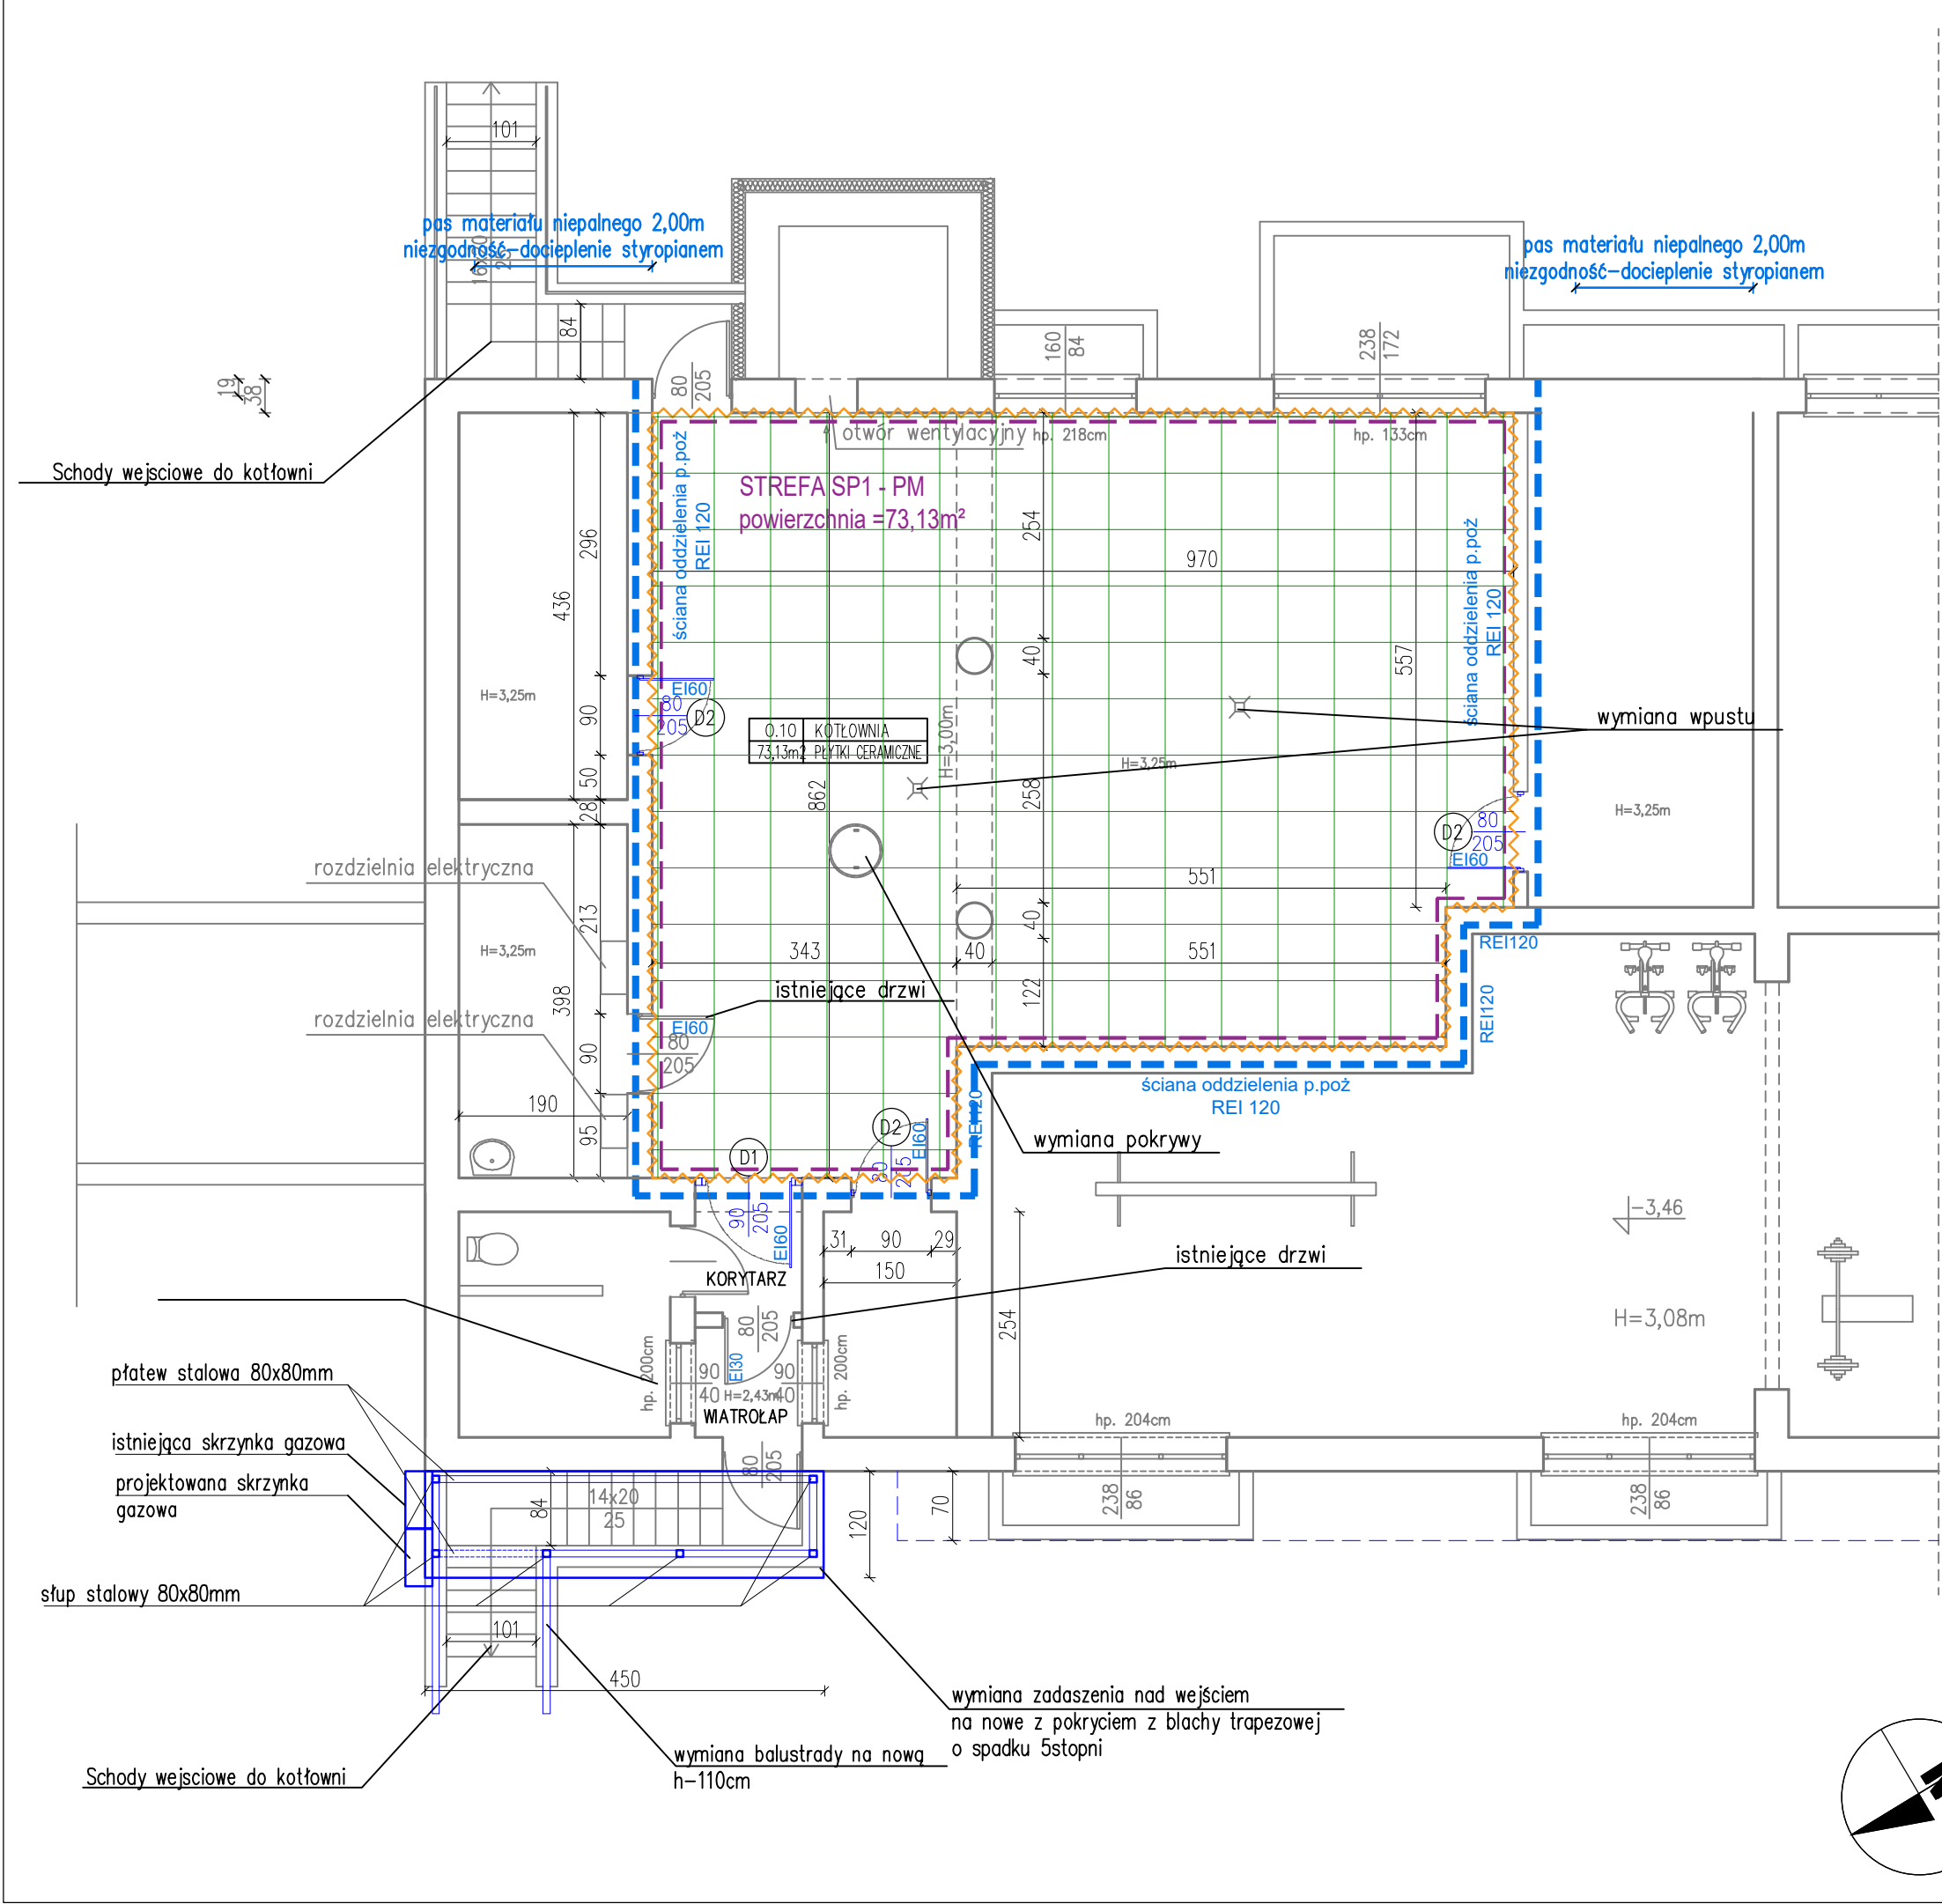 101
pas materiału niepalnego 2,00m
niezgodność-docieplenie styropianem
pas materiału niepalnego 2,00m
niezgodność-docieplenie styropianem
84
80
205
160
84
238
172
19
38
Schody wejsciowe do kotłowni
otwór wentylacyjny
hp. 218cm
hp. 133cm
STREFA SP1 - PM
powierzchnia =73,13m²
ściana oddzielenia p.poż
REI 120
254
970
ściana oddzielenia p.poż
REI 120
296
436
40
557
H=3,25m
EI60
80
205
D2
90
0.10 KOTŁOWNIA
73,13m2 PŁYTKI CERAMICZNE
H=3,00m
H=3,25m
wymiana wpustu
H=3,25m
50
28
862
258
D2
80
205
EI60
rozdzielnia elektryczna
551
213
40
H=3,25m
343
40
551
REI120
398
istniejące drzwi
122
REI120
rozdzielnia elektryczna
EI60
80
205
90
190
95
ściana oddzielenia p.poż
REI 120
REI120
D2
EI60
80
205
D1
wymiana pokrywy
90
205
EI60
-3,46
31
90
29
150
istniejące drzwi
KORYTARZ
80
205
254
H=3,08m
hp. 200cm
EI30
90
40
H=2,43m
90
40
hp. 200cm
WIATROŁAP
płatew stalowa 80x80mm
hp. 204cm
hp. 204cm
istniejąca skrzynka gazowa
80
205
projektowana skrzynka
gazowa
14x20
25
84
120
70
238
86
238
86
słup stalowy 80x80mm
101
450
wymiana zadaszenia nad wejściem
na nowe z pokryciem z blachy trapezowej
o spadku 5stopni
wymiana balustrady na nową
h-110cm
Schody wejsciowe do kotłowni